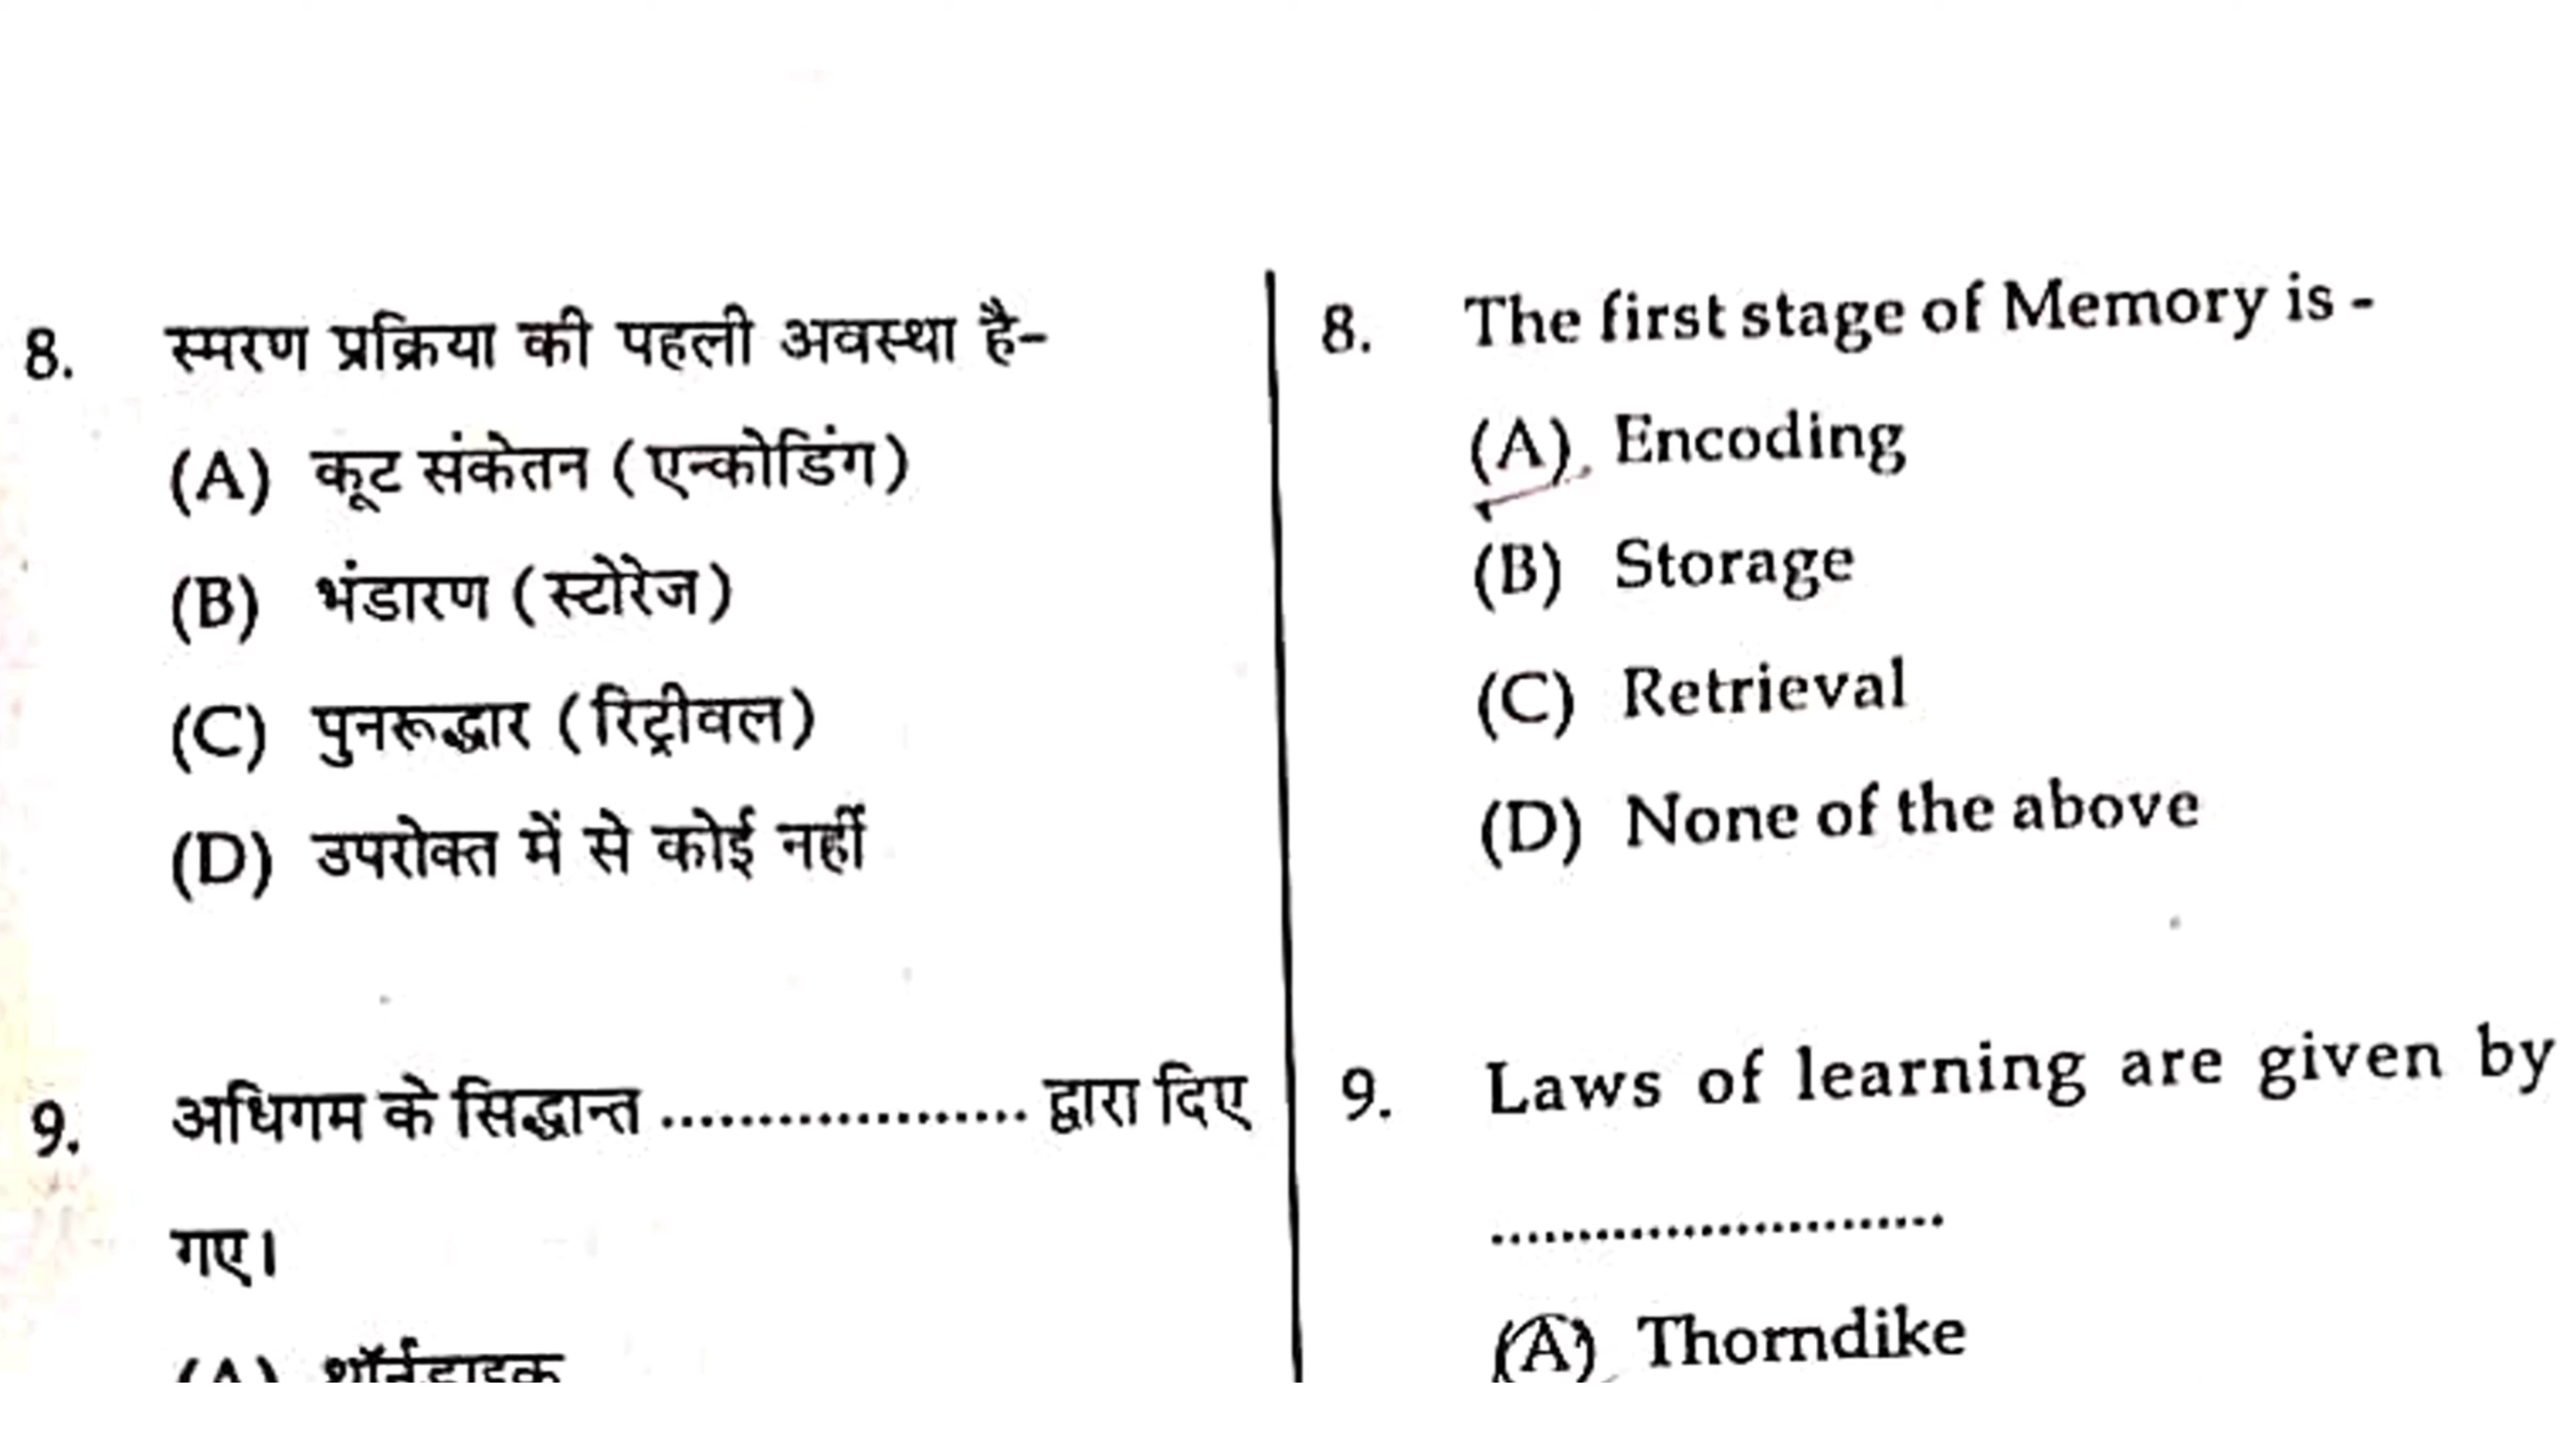 8. स्मरण प्रक्रिया की पहली अवस्था है-
(A) कूट संकेतन (एन्कोडिंग)
(B) भंडारण (स्टोरेज)
(C) पुनरूद्धार (रिट्रीवल)
(D) उपरोक्त में से कोई नहीं
9. अधिगम के सिद्धान्त ................... द्वारा दिए
गए।
(A) थॉर्नडाइक
8. The first stage of Memory is -
(A) Encoding
(B) Storage
(C) Retrieval
(D) None of the above
9. Laws of learning are given by
..........................
(A) Thorndike